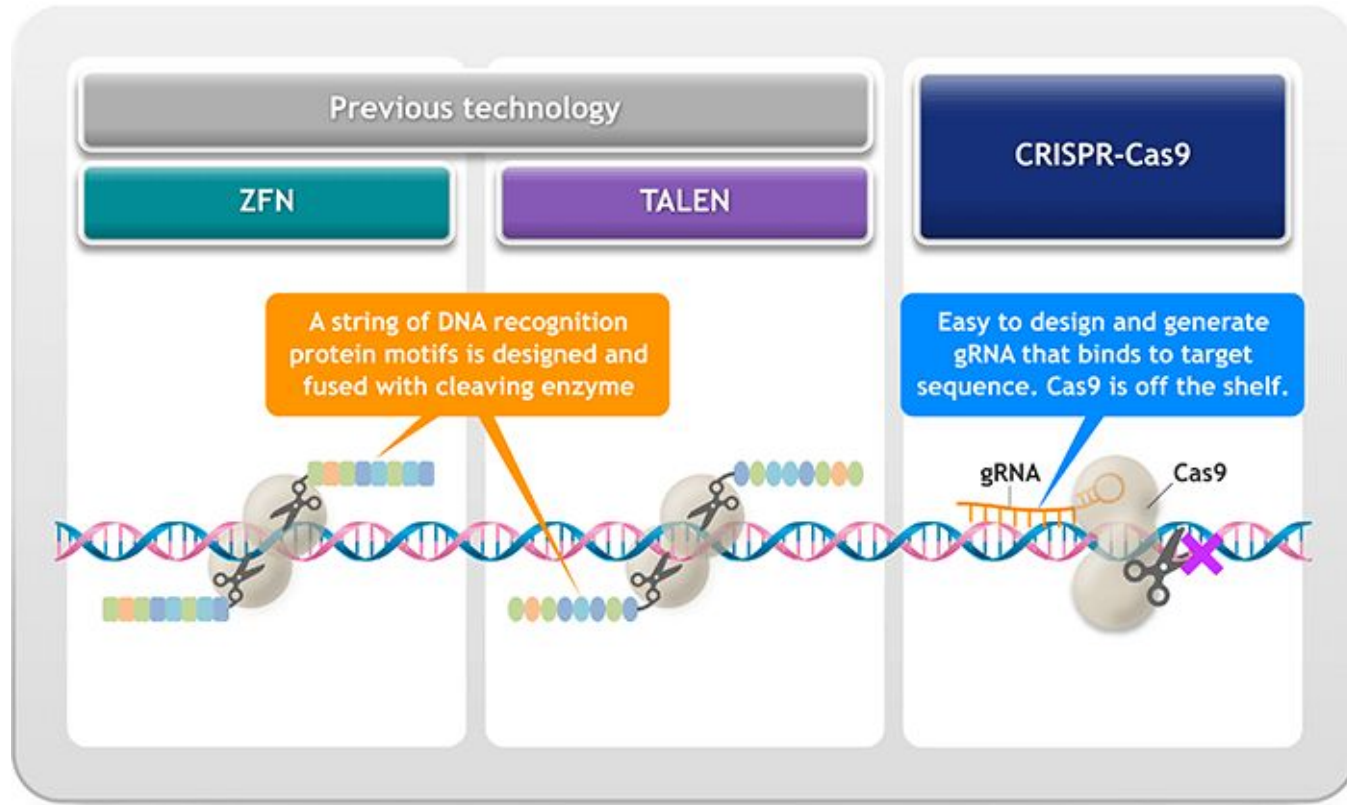 Previous technology
CRISPR-Cas9
ZFN
TALEN
A string of DNA recognition
protein motifs is designed and
fused with cleaving enzyme
Easy to design and generate
gRNA that binds to target
sequence. Cas9 is off the shelf.
gRNA
Cas9